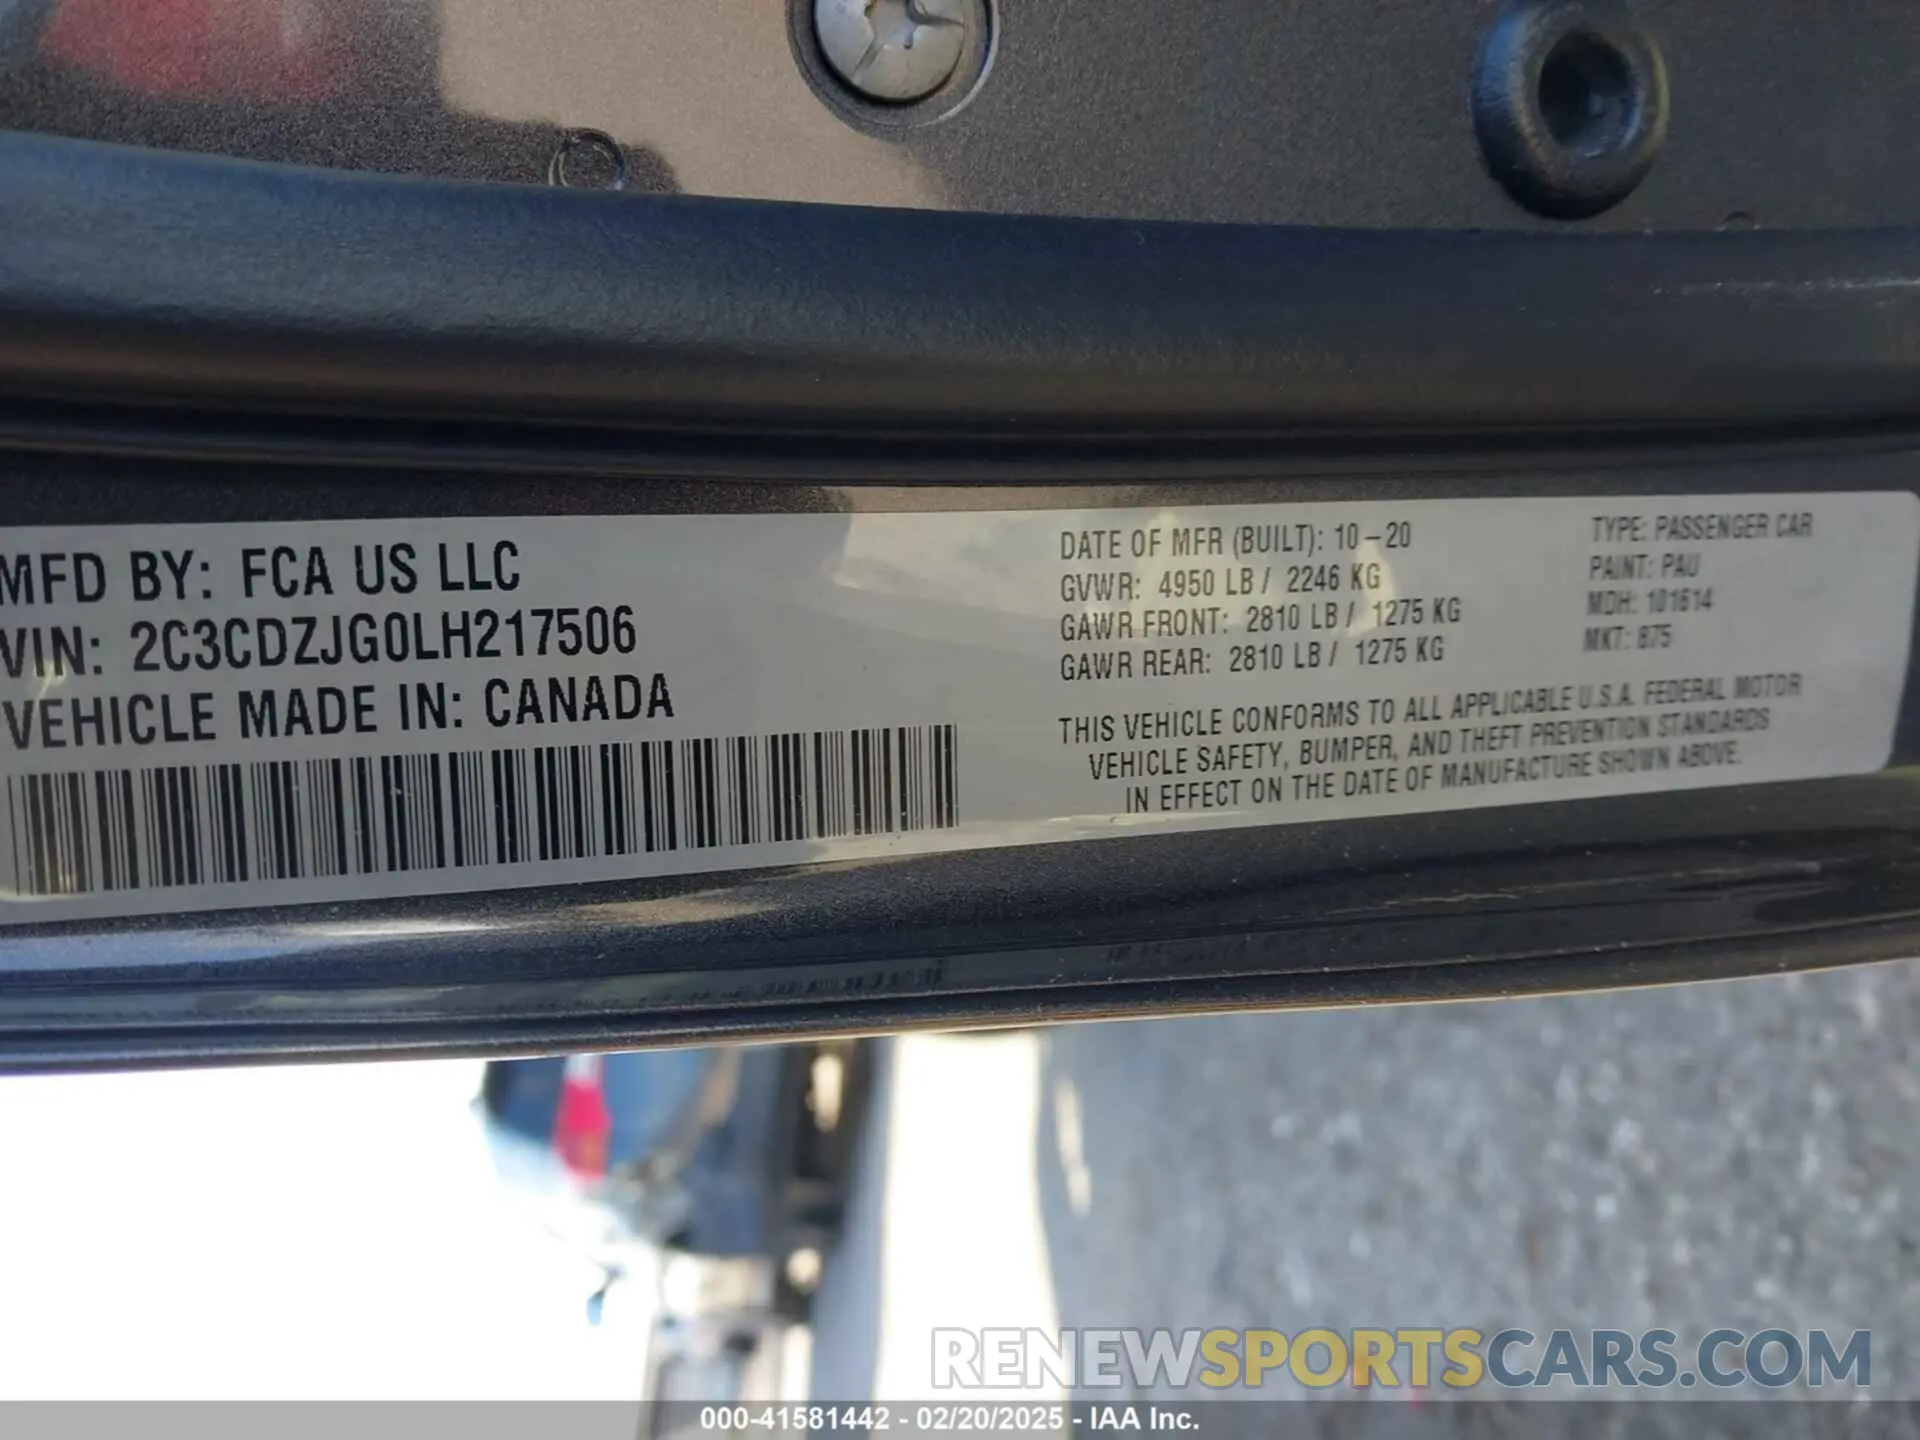 MFD BY: FCA US LLC
VIN: 2C3CDZJG0LH217506
VEHICLE MADE IN: CANADA
DATE OF MFR (BUILT): 10-20
GVWR: 4950 LB / 2246 KG
GAWR FRONT: 2810 LB / 1275 KG
GAWR REAR: 2810 LB / 1275 KG
TYPE: PASSENGER CAR
PAINT: PAU
MDH: 101614
MKT: 875
THIS VEHICLE CONFORMS TO ALL APPLICABLE U.S.A. FEDERAL MOTOR
VEHICLE SAFETY, BUMPER, AND THEFT PREVENTION STANDARDS
IN EFFECT ON THE DATE OF MANUFACTURE SHOWN ABOVE.
RENEWSPORTSCARS.COM
000-41581442 - 02/20/2025 - IAA Inc.